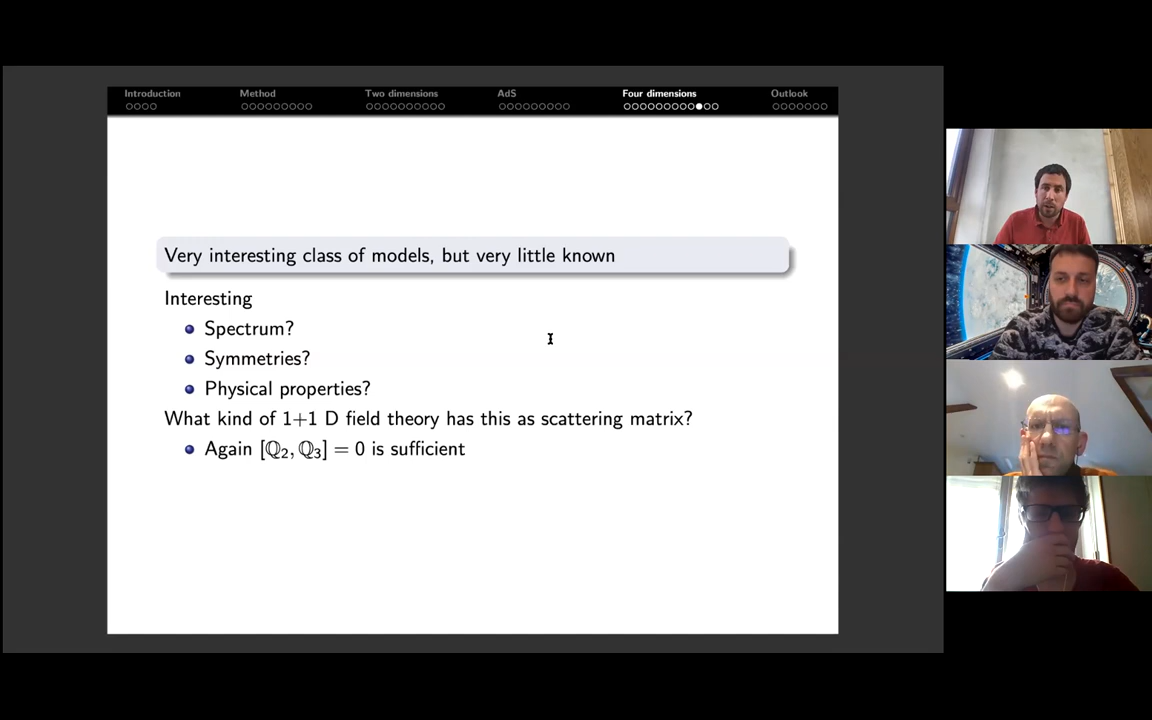 Introduction Method Two dimensions AdS Four dimensions Outlook
Very interesting class of models, but very little known
Interesting
Spectrum?
Symmetries?
Physical properties?
What kind of 1+1 D field theory has this as scattering matrix?
Again [ℚ₂, ℚ₃] = 0 is sufficient